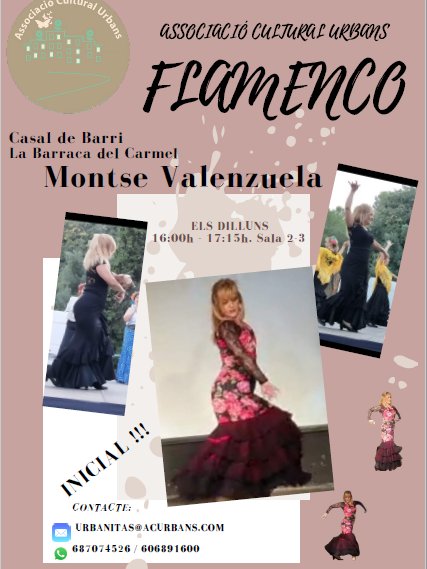 Associació Cultural Urbans
ASSOCIACIÓ CULTURAL URBANS
FLAMENCO
Casal de Barri
La Barraca del Carmel
Montse Valenzuela
ELS DILLUNS
16:00h - 17:15h. Sala 2-3
INICIAL !!!
CONTACTE:
URBANITAS@ACURBANS.COM
687074526 / 606891600